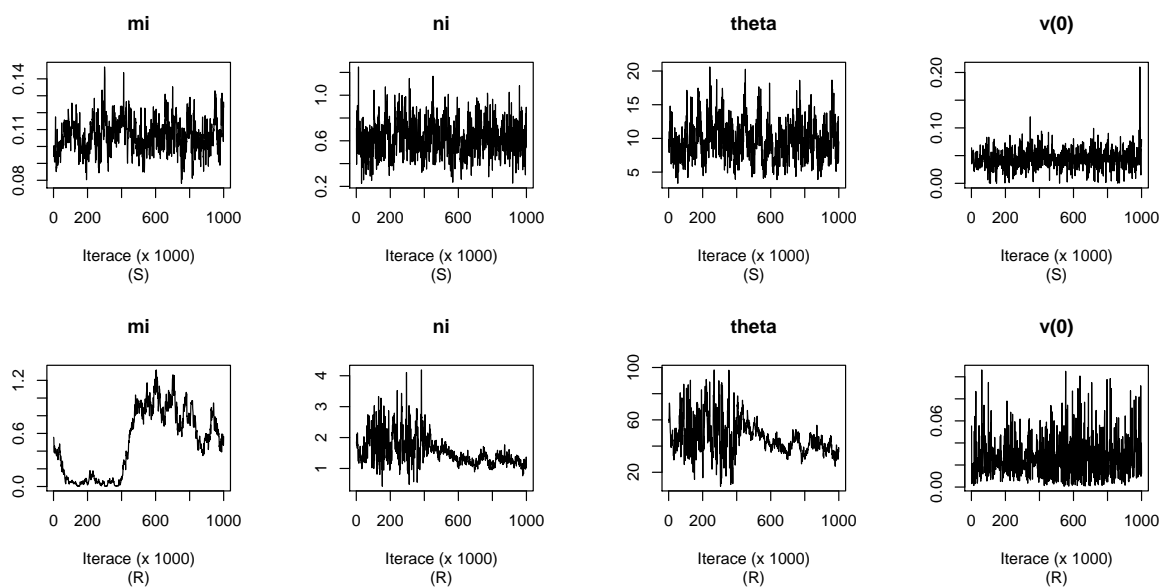 mi
ni
theta
v(0)
0.14
0.11
0.08
0 200 600 1000
Iterace (x 1000)
(S)
1.0
0.6
0.2
0 200 600 1000
Iterace (x 1000)
(S)
20
15
10
5
0 200 600 1000
Iterace (x 1000)
(S)
0.20
0.10
0.00
0 200 600 1000
Iterace (x 1000)
(S)
mi
ni
theta
v(0)
1.2
0.6
0.0
0 200 600 1000
Iterace (x 1000)
(R)
4
3
2
1
0 200 600 1000
Iterace (x 1000)
(R)
100
60
20
0 200 600 1000
Iterace (x 1000)
(R)
0.06
0.00
0 200 600 1000
Iterace (x 1000)
(R)